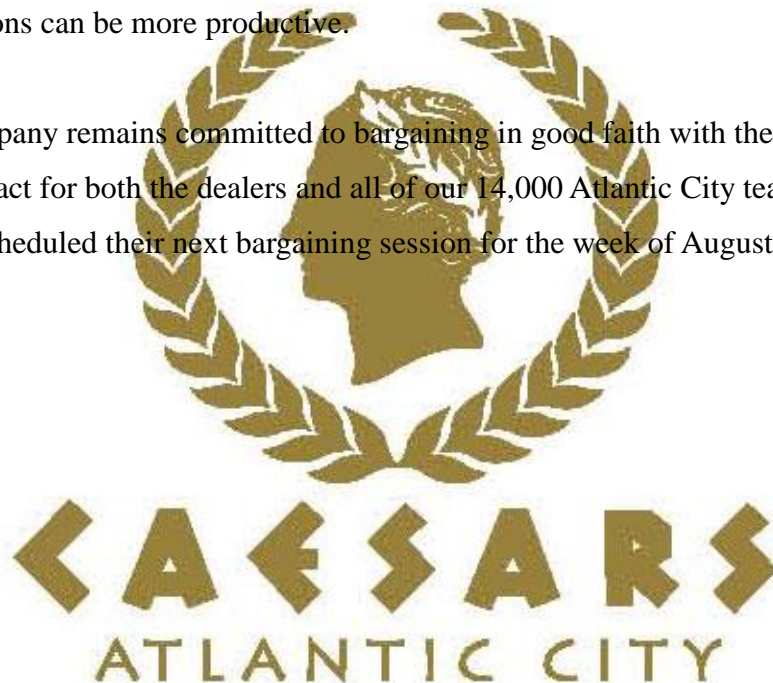 ons can be more productive.
pany remains committed to bargaining in good faith with the
act for both the dealers and all of our 14,000 Atlantic City tea
heduled their next bargaining session for the week of August
CAESARS
ATLANTIC CITY